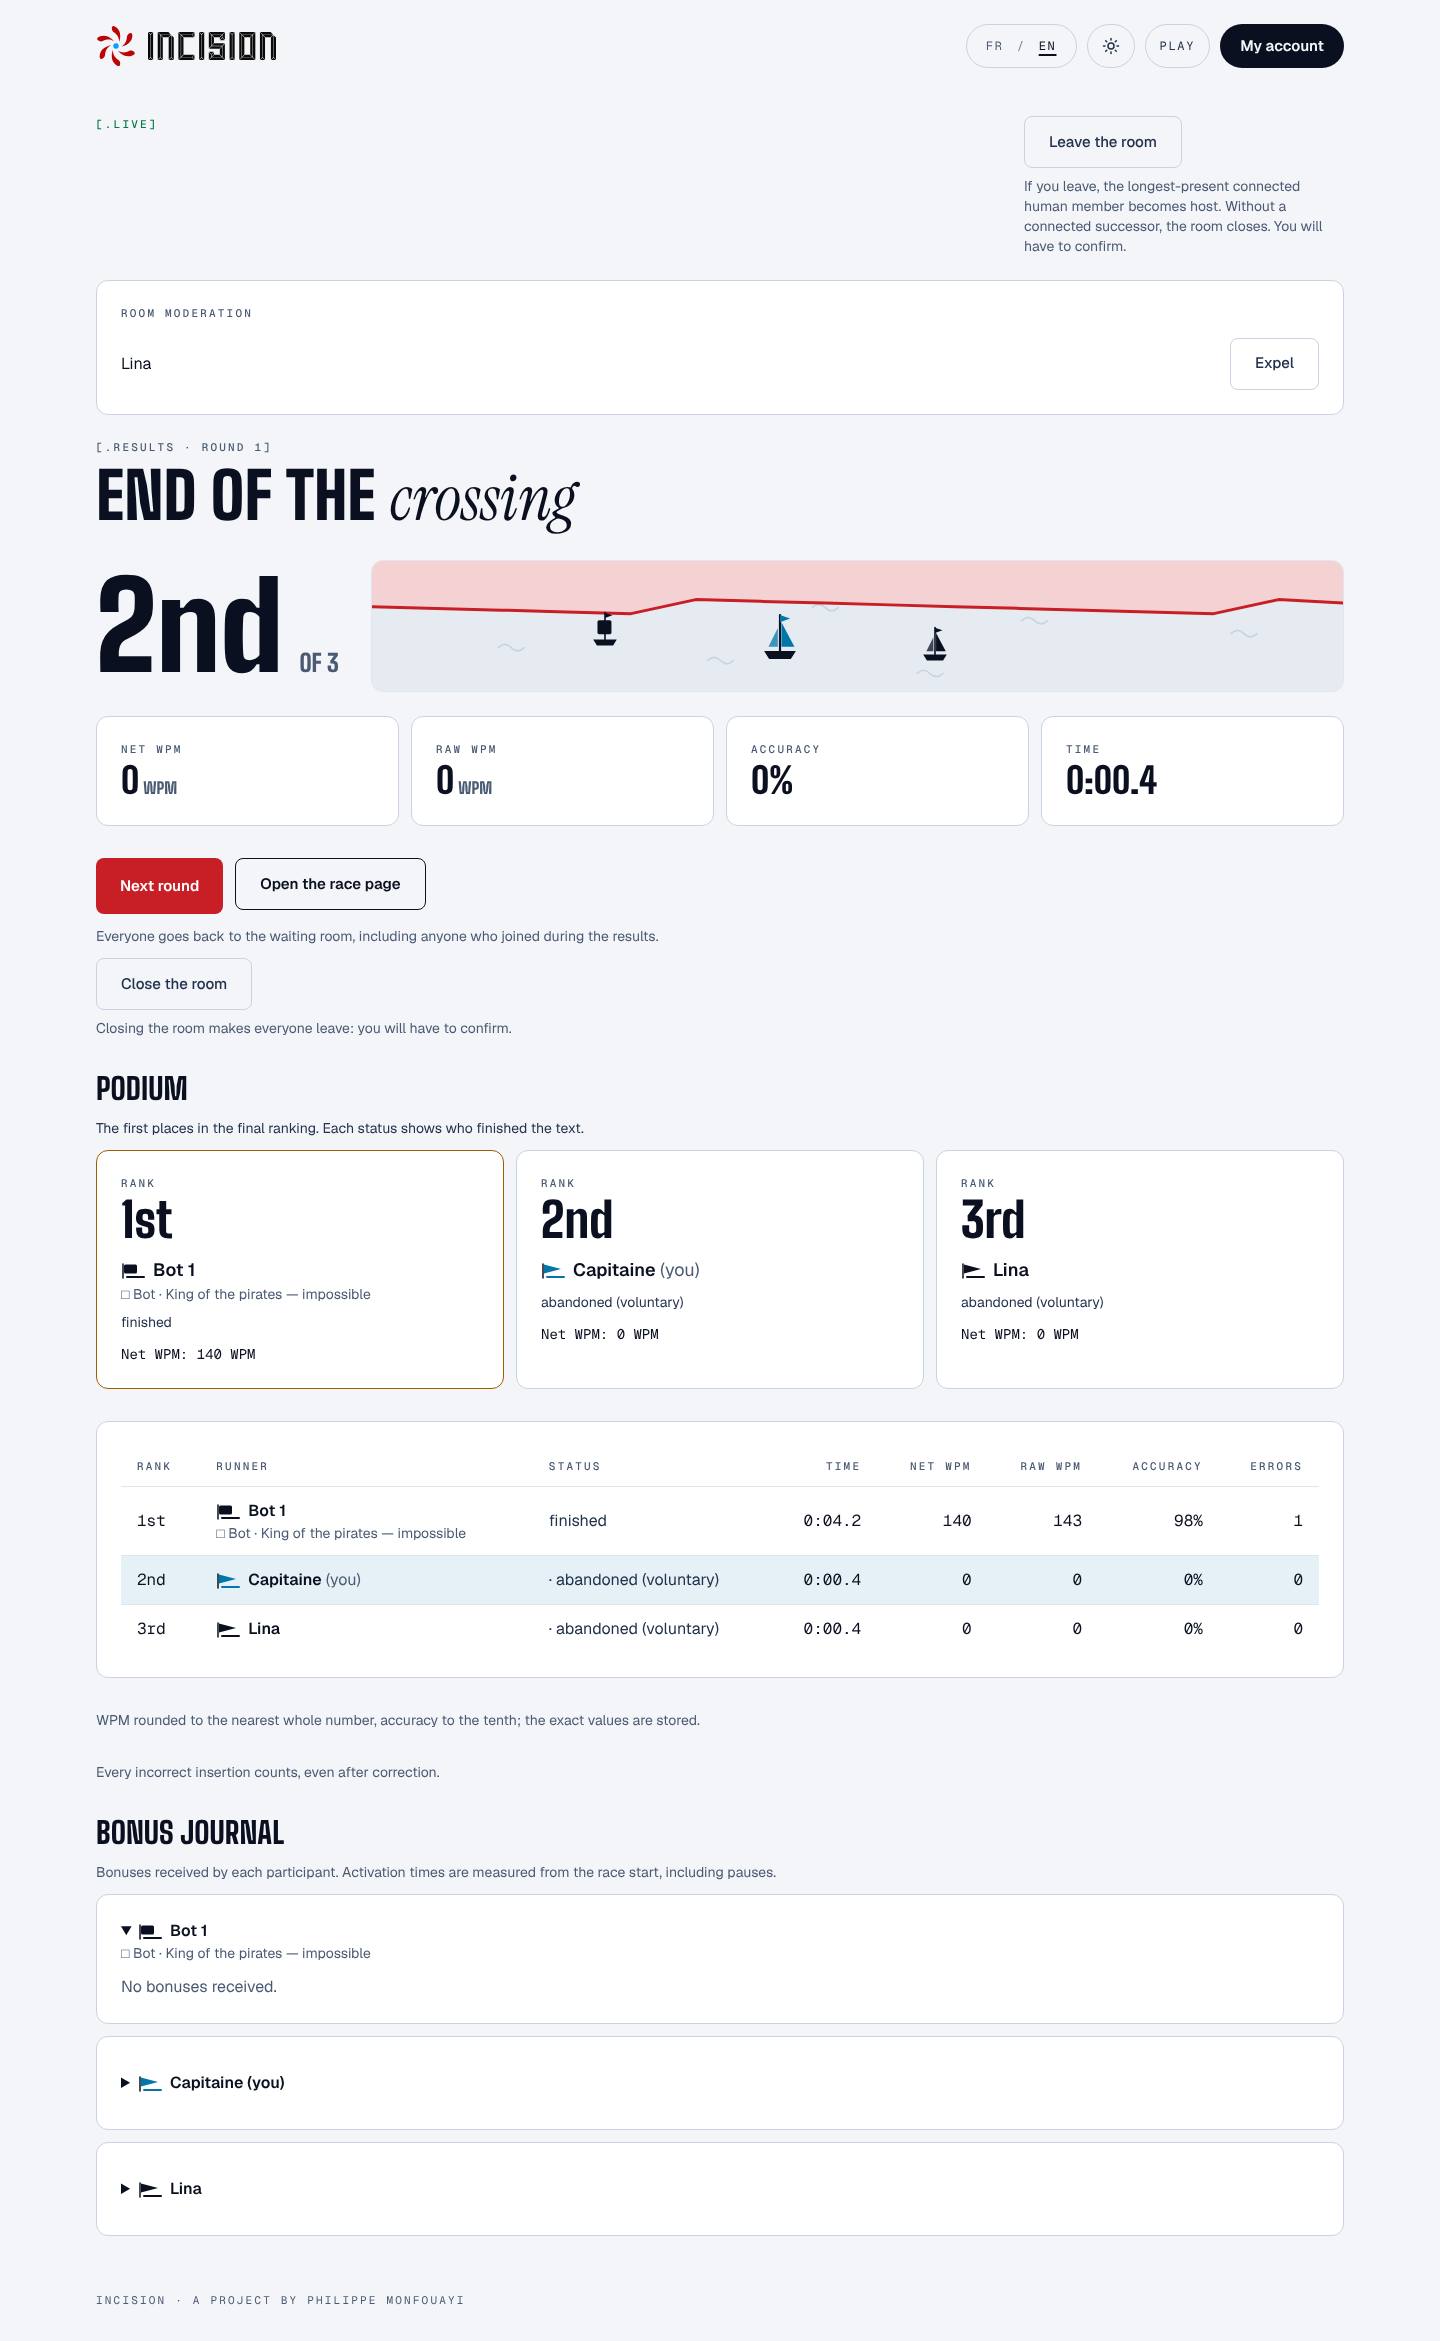 INCISION
FR / EN
PLAY
My account
[.LIVE]
Leave the room
If you leave, the longest-present connected
human member becomes host. Without a
connected successor, the room closes. You will
have to confirm.
ROOM MODERATION
Lina
Expel
[.RESULTS · ROUND 1]
END OF THE crossing
2nd OF 3
NET WPM
0 WPM
RAW WPM
0 WPM
ACCURACY
0%
TIME
0:00.4
Next round
Open the race page
Everyone goes back to the waiting room, including anyone who joined during the results.
Close the room
Closing the room makes everyone leave: you will have to confirm.
PODIUM
The first places in the final ranking. Each status shows who finished the text.
RANK
1st
Bot 1
□ Bot · King of the pirates — impossible
finished
Net WPM: 140 WPM
RANK
2nd
Capitaine (you)
abandoned (voluntary)
Net WPM: 0 WPM
RANK
3rd
Lina
abandoned (voluntary)
Net WPM: 0 WPM
RANK RUNNER STATUS TIME NET WPM RAW WPM ACCURACY ERRORS
1st Bot 1 finished 0:04.2 140 143 98% 1
□ Bot · King of the pirates — impossible
2nd Capitaine (you) · abandoned (voluntary) 0:00.4 0 0 0% 0
3rd Lina · abandoned (voluntary) 0:00.4 0 0 0% 0
WPM rounded to the nearest whole number, accuracy to the tenth; the exact values are stored.
Every incorrect insertion counts, even after correction.
BONUS JOURNAL
Bonuses received by each participant. Activation times are measured from the race start, including pauses.
Bot 1
□ Bot · King of the pirates — impossible
No bonuses received.
Capitaine (you)
Lina
INCISION · A PROJECT BY PHILIPPE MONFOUAYI